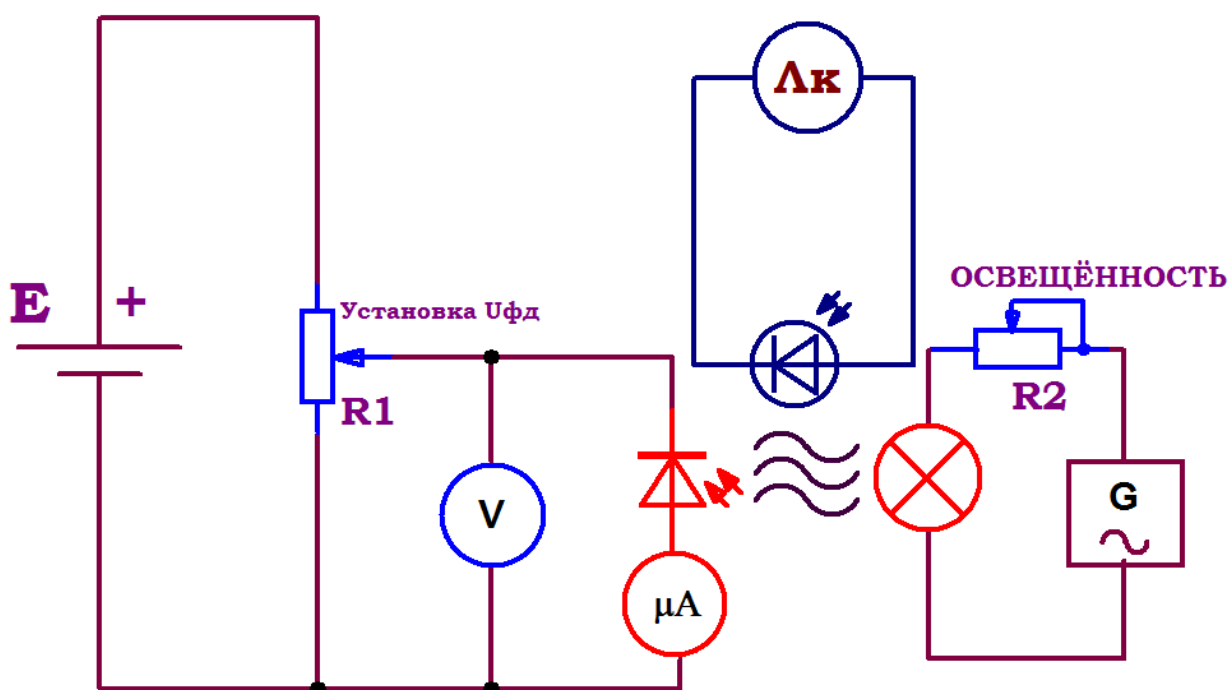 Λк
ОСВЕЩЁННОСТЬ
E +
Установка Uфд
R1
R2
V
G
μA